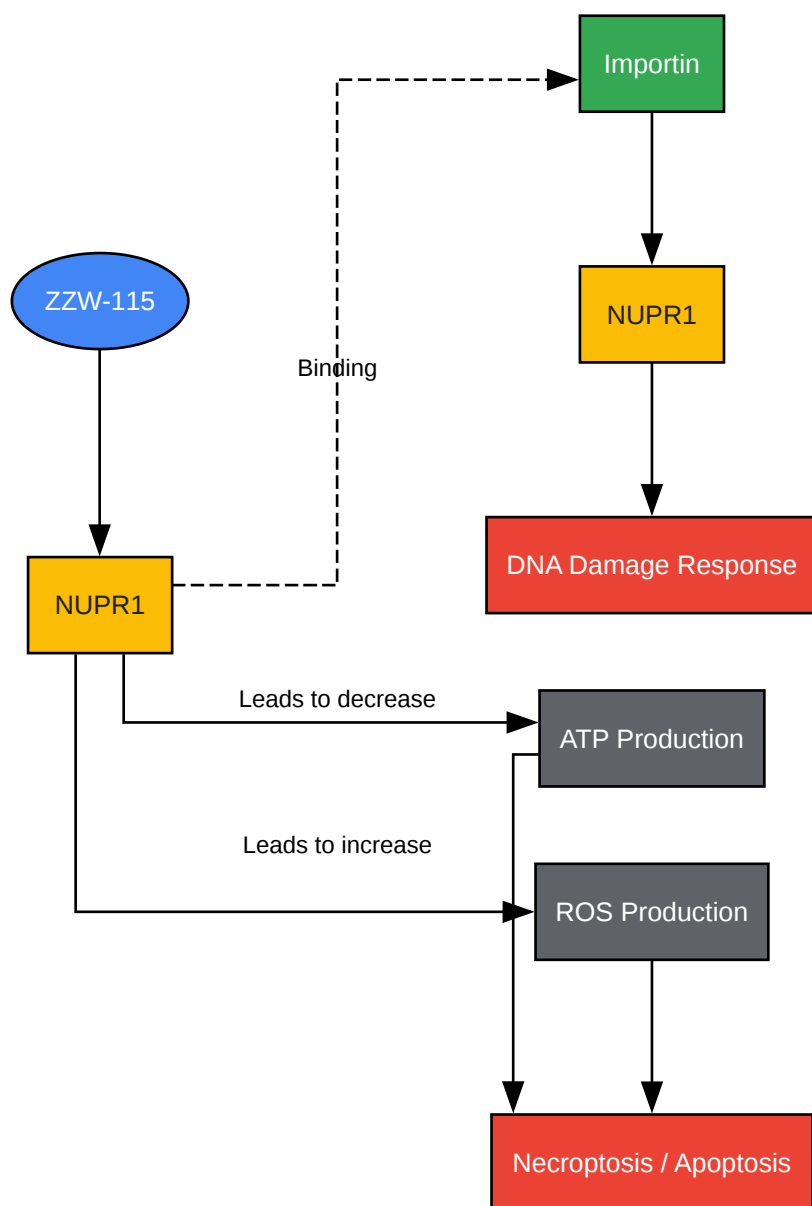 Importin
ZZW-115
NUPR1
Binding
DNA Damage Response
NUPR1
Leads to decrease
ATP Production
Leads to increase
ROS Production
Necroptosis / Apoptosis